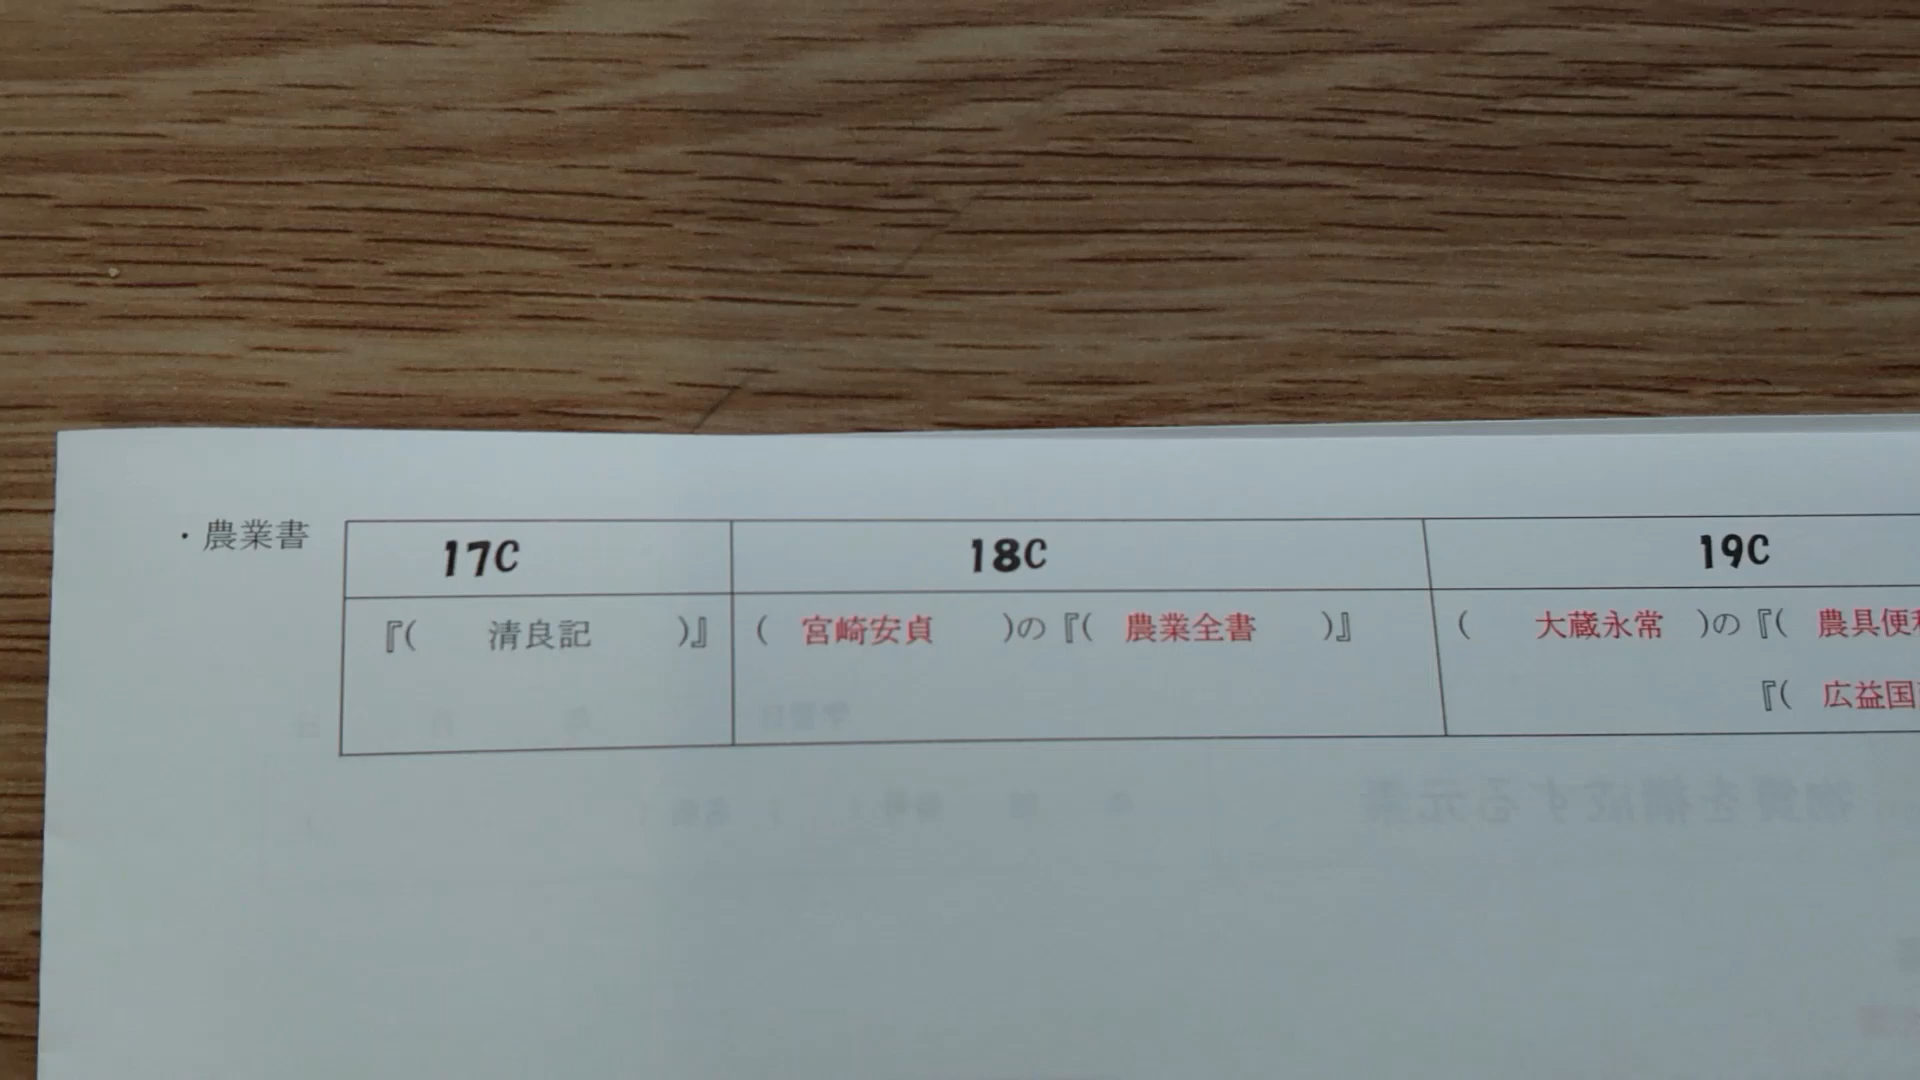 ・農業書
17C 18C 19C
『( 清良記 )』 ( 宮崎安貞 )の『( 農業全書 )』 ( 大蔵永常 )の『( 農具便
『( 広益国